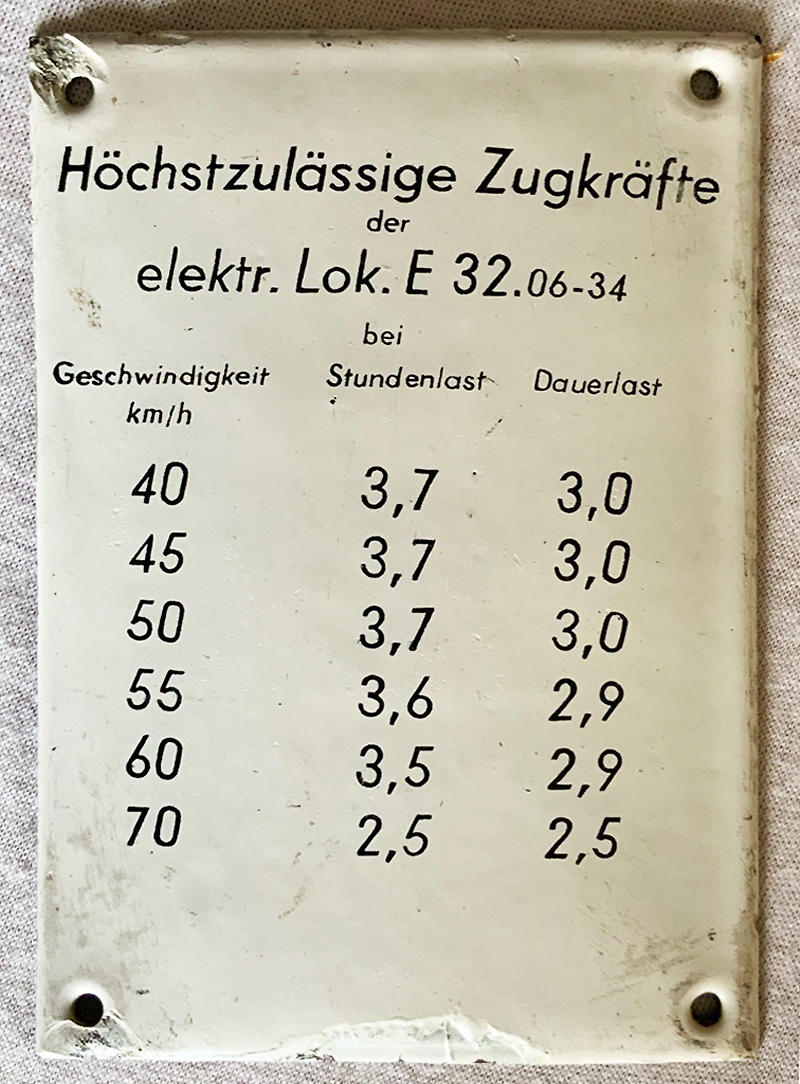 Höchstzulässige Zugkräfte
der
elektr. Lok. E 32.06-34
bei
Geschwindigkeit Stundenlast Dauerlast
km/h
40 3,7 3,0
45 3,7 3,0
50 3,7 3,0
55 3,6 2,9
60 3,5 2,9
70 2,5 2,5